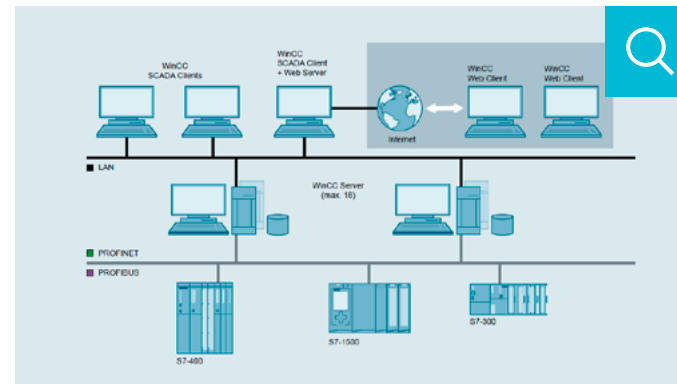 WinCC
SCADA Clients
WinCC
SCADA Client
+ Web Server
WinCC
Web Client
WinCC
Web Client
Internet
LAN
WinCC Server
(max. 18)
PROFINET
PROFIBUS
S7-400
S7-1500
S7-300